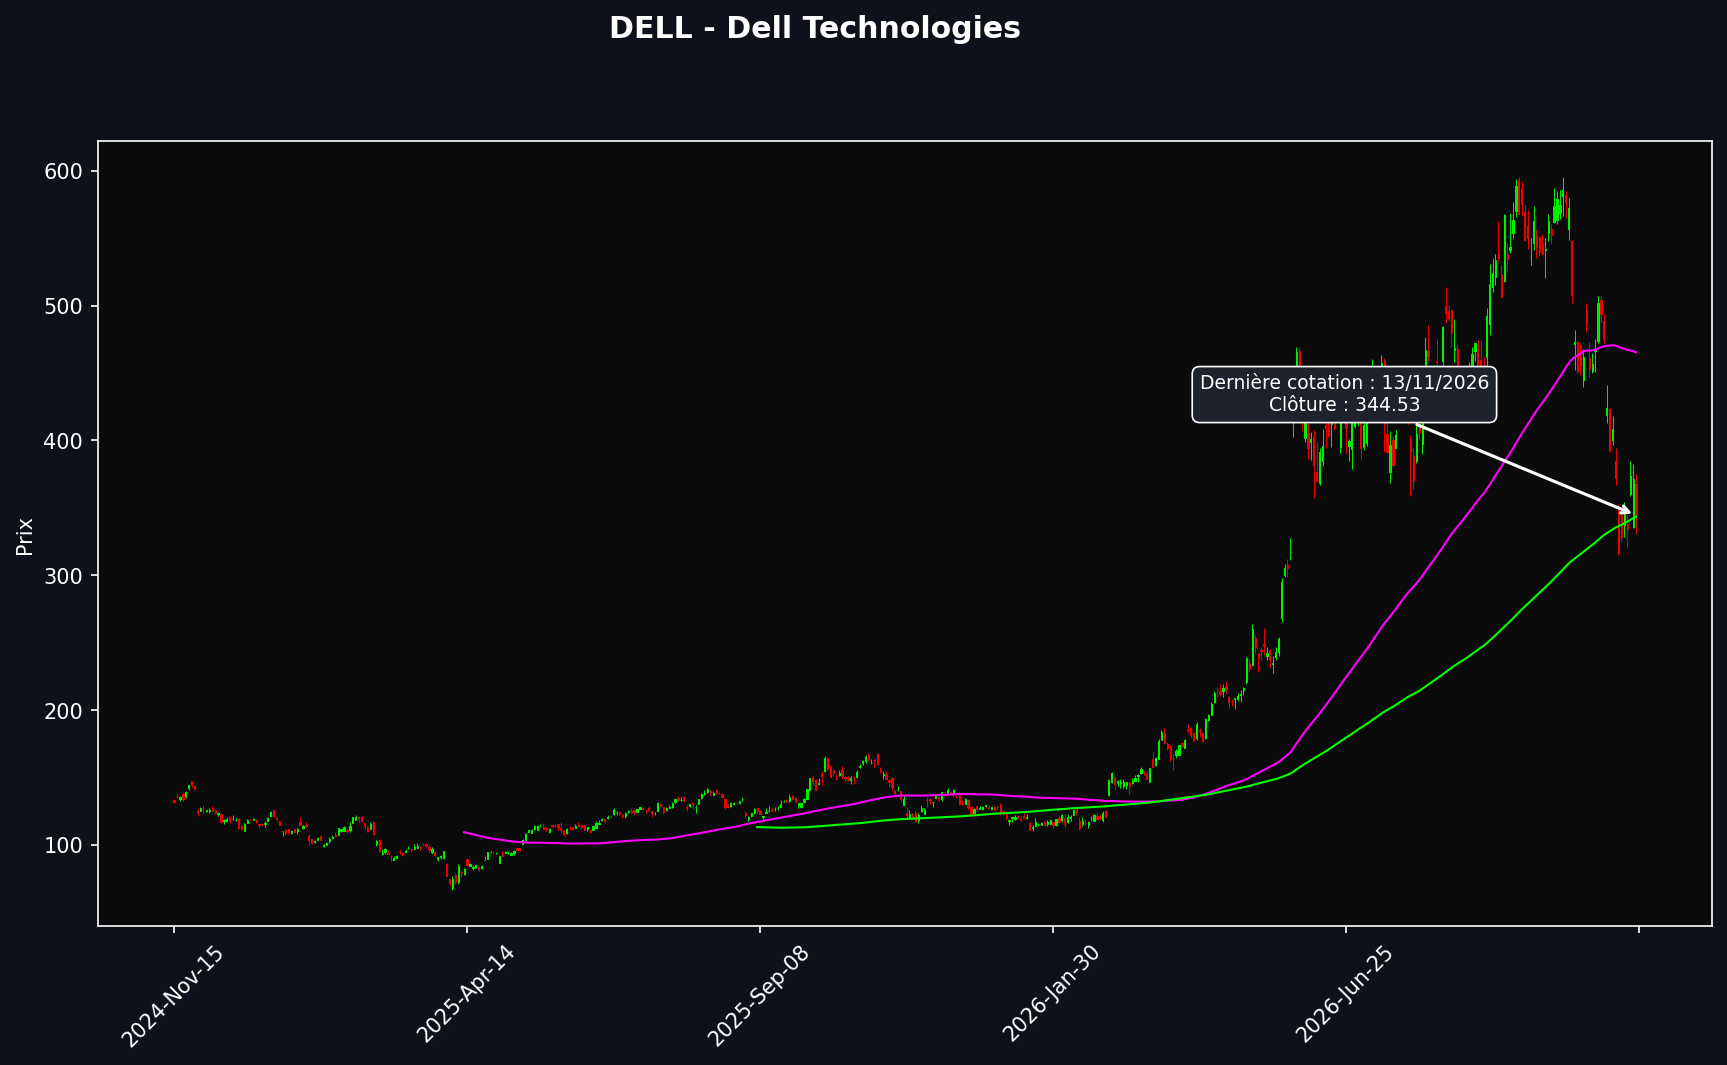 DELL - Dell Technologies
600
500
400
300
200
100
Prix
Dernière cotation : 13/11/2026
Clôture : 344.53
2024-Nov-15
2025-Apr-14
2025-Sep-08
2026-Jan-30
2026-Jun-25